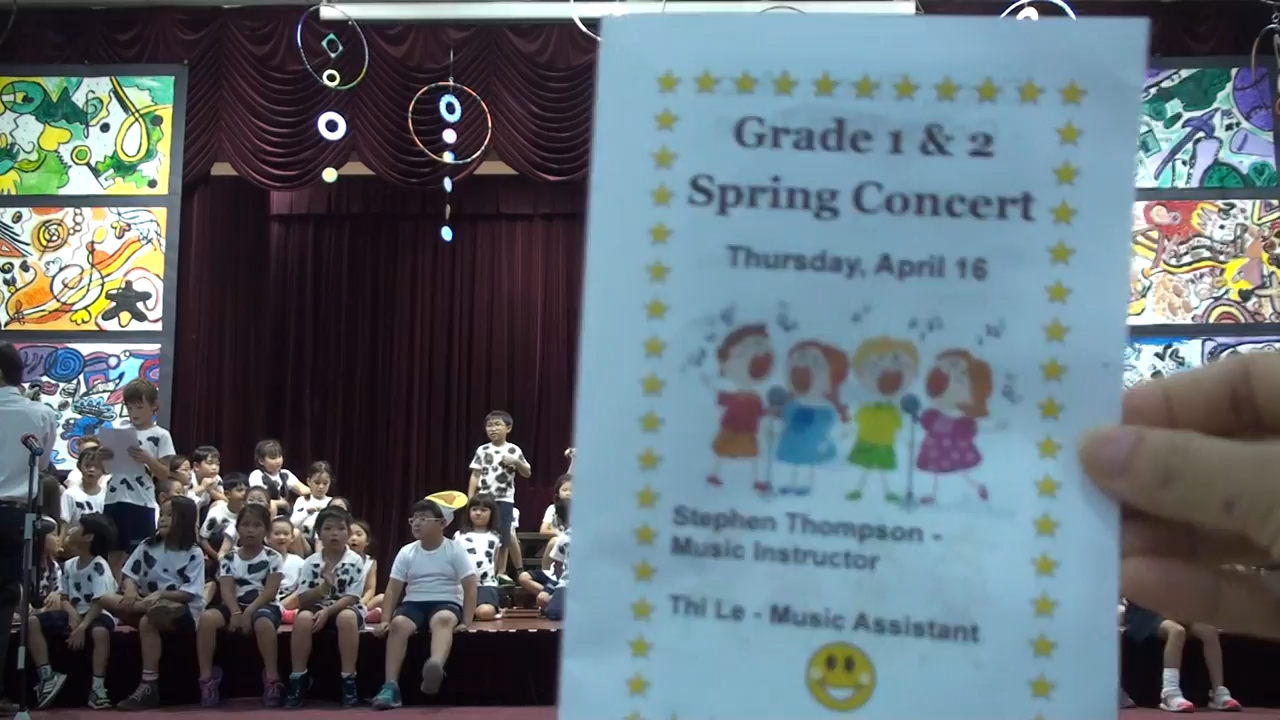 Grade 1 & 2
Spring Concert
Thursday, April 16
Stephen Thompson -
Music Instructor
Thi Le - Music Assistant